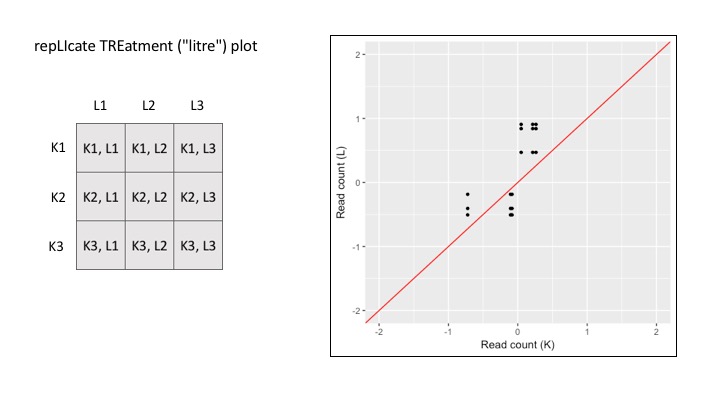 repLIcate TREatment ("litre") plot
L1 L2 L3
K1 K1, L1 K1, L2 K1, L3
K2 K2, L1 K2, L2 K2, L3
K3 K3, L1 K3, L2 K3, L3
2
1
0
-1
-2
Read count (L)
-2 -1 0 1 2
Read count (K)